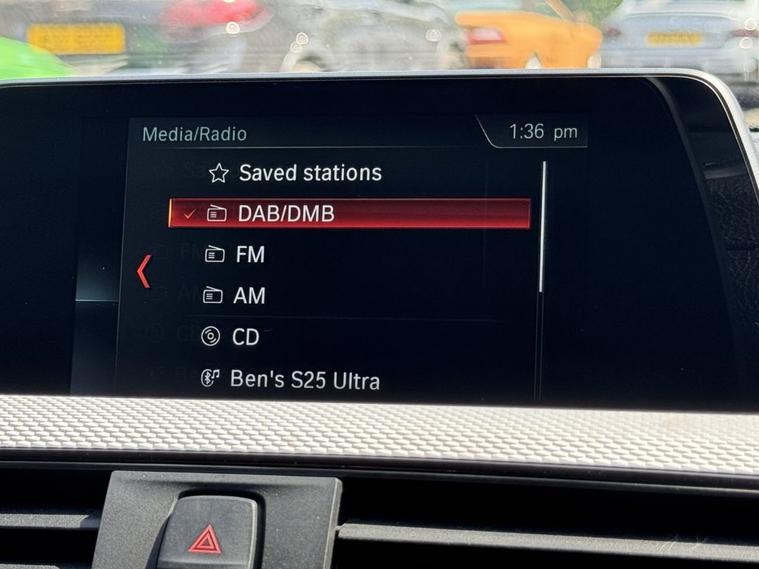 Media/Radio
1:36 pm
Saved stations
DAB/DMB
FM
AM
CD
Ben's S25 Ultra